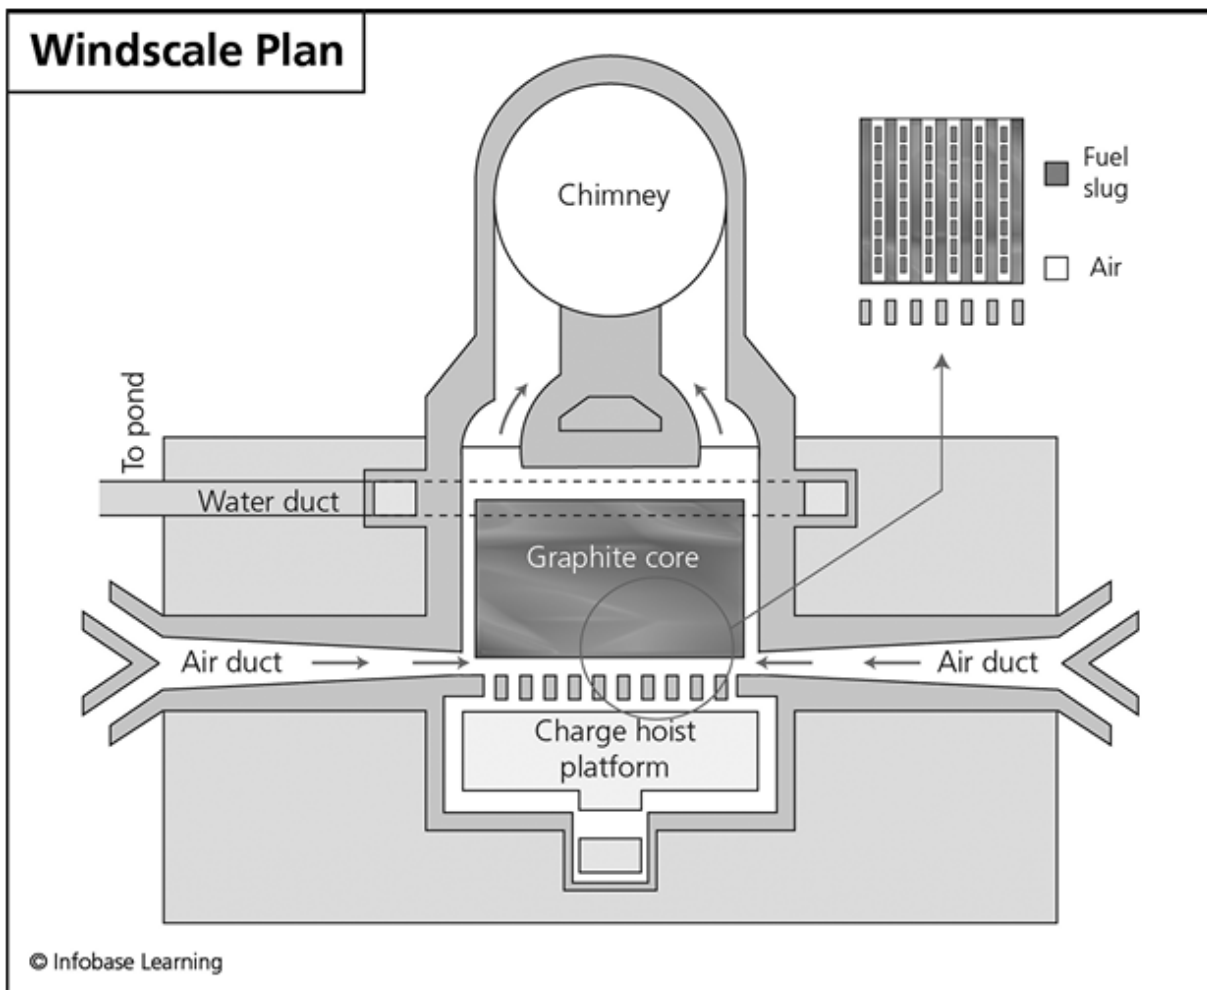 Windscale Plan
Chimney
Fuel
slug
Air
To pond
Water duct
Graphite core
Air duct
Air duct
Charge hoist
platform
© Infobase Learning